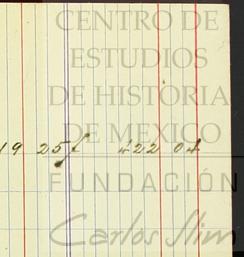 CENTRO DE
ESTUDIOS
DE HISTORIA
DE MEXICO
19 25 422 04
FUNDACIÓN
Carlos Slim